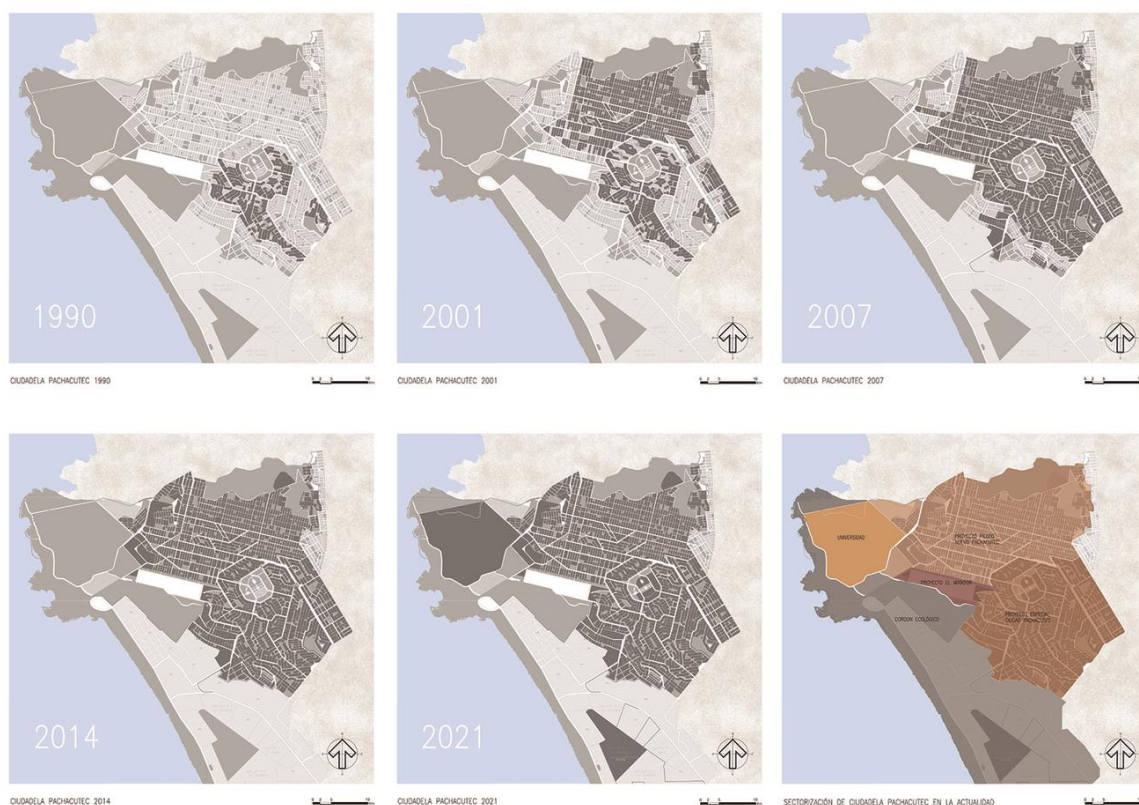 1990
CIUDADELA PACHACUTEC 1990
2001
CIUDADELA PACHACUTEC 2001
2007
CIUDADELA PACHACUTEC 2007
2014
CIUDADELA PACHACUTEC 2014
2021
CIUDADELA PACHACUTEC 2021
UNIVERSIDAD
PROYECTO PILOTO
NUEVO PACHACUTEC
PROYECTO EL MIRADOR
CORDON ECOLÓGICO
PROYECTO ESPECIAL
CIUDAD PACHACUTEC
SECTORIZACIÓN DE CIUDADELA PACHACUTEC EN LA ACTUALIDAD